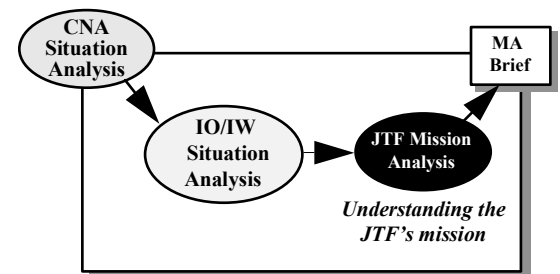 CNA
Situation
Analysis
MA
Brief
IO/IW
Situation
Analysis
JTF Mission
Analysis
Understanding the
JTF's mission